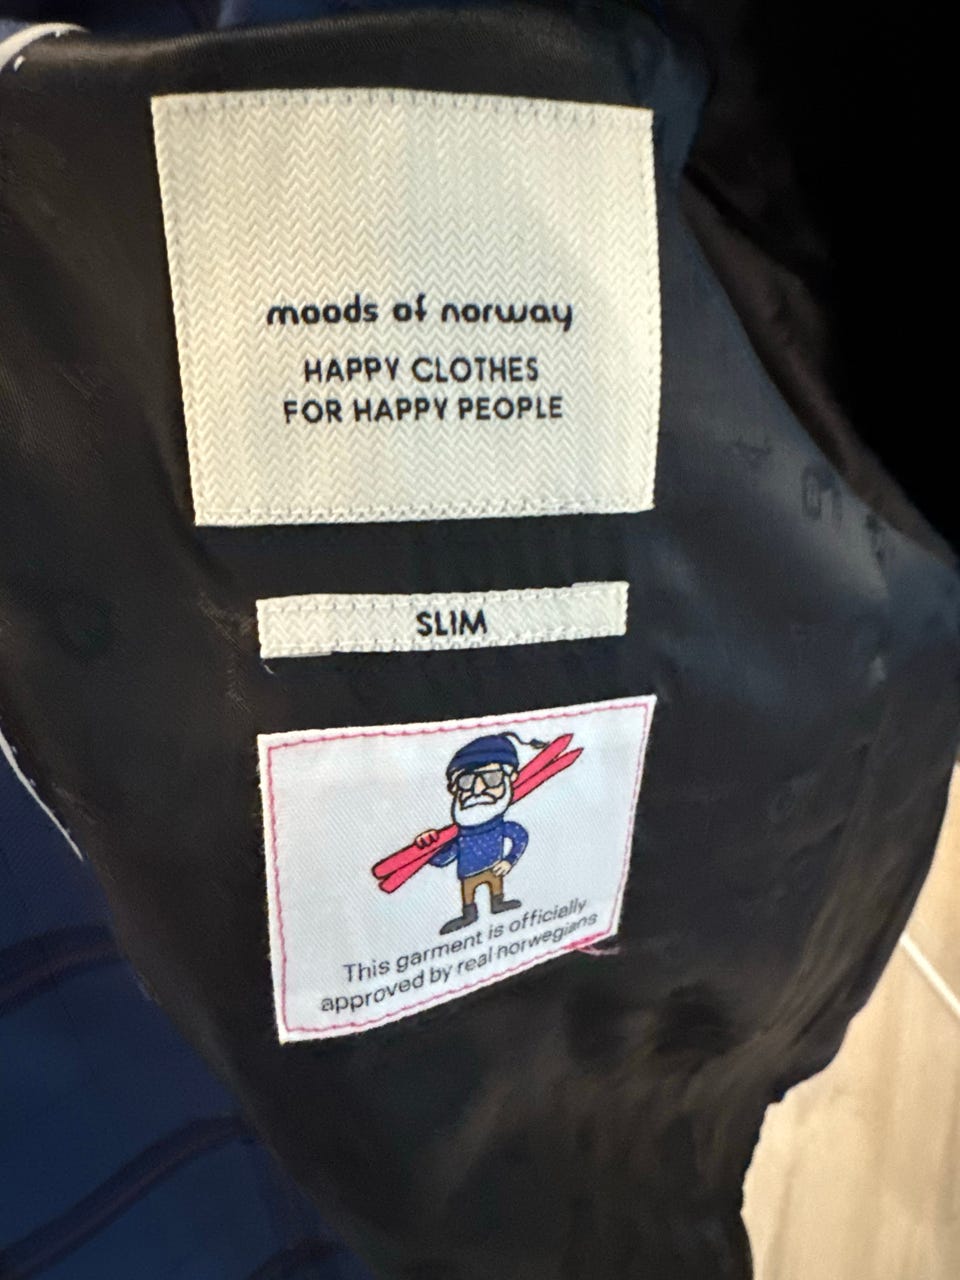 moods of norway
HAPPY CLOTHES
FOR HAPPY PEOPLE
SLIM
This garment is officially
approved by real norwegians